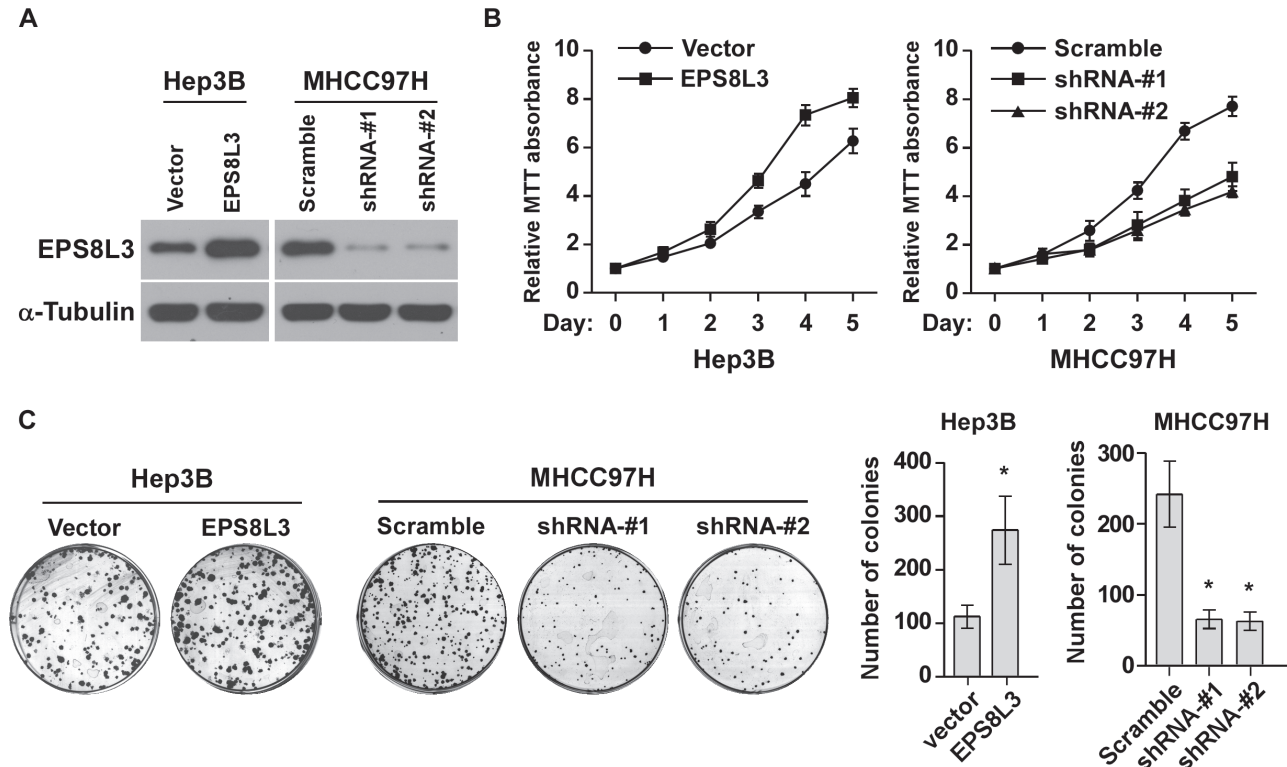 A
Hep3B MHCC97H
Vector EPS8L3 Scramble shRNA-#1 shRNA-#2
EPS8L3
α-Tubulin
B
Relative MTT absorbance
10
8
6
4
2
0
Vector
EPS8L3
Day: 0 1 2 3 4 5
Hep3B
Relative MTT absorbance
10
8
6
4
2
0
Scramble
shRNA-#1
shRNA-#2
Day: 0 1 2 3 4 5
MHCC97H
C
Hep3B MHCC97H
Vector EPS8L3 Scramble shRNA-#1 shRNA-#2
Hep3B
Number of colonies
400
300
200
100
0
*
vector EPS8L3
MHCC97H
Number of colonies
300
200
100
0
* *
Scramble shRNA-#1 shRNA-#2